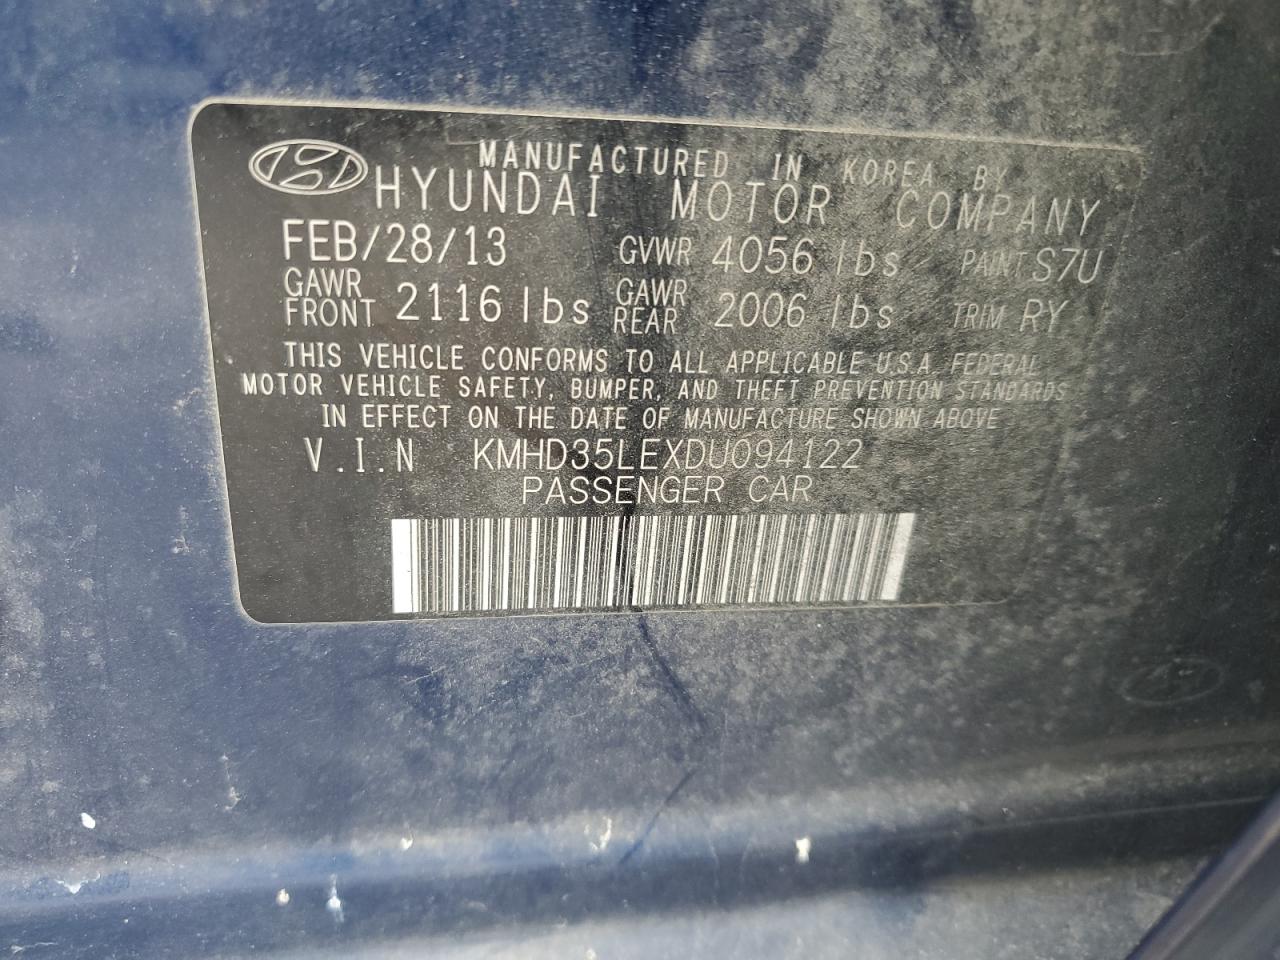 MANUFACTURED IN KOREA BY
HYUNDAI MOTOR COMPANY
FEB/28/13 GVWR 4056 lbs PAINT S7U
GAWR FRONT 2116 lbs GAWR REAR 2006 lbs TRIM RY
THIS VEHICLE CONFORMS TO ALL APPLICABLE U.S.A. FEDERAL
MOTOR VEHICLE SAFETY, BUMPER, AND THEFT PREVENTION STANDARDS
IN EFFECT ON THE DATE OF MANUFACTURE SHOWN ABOVE
V.I.N KMHD35LEXDU094122
PASSENGER CAR